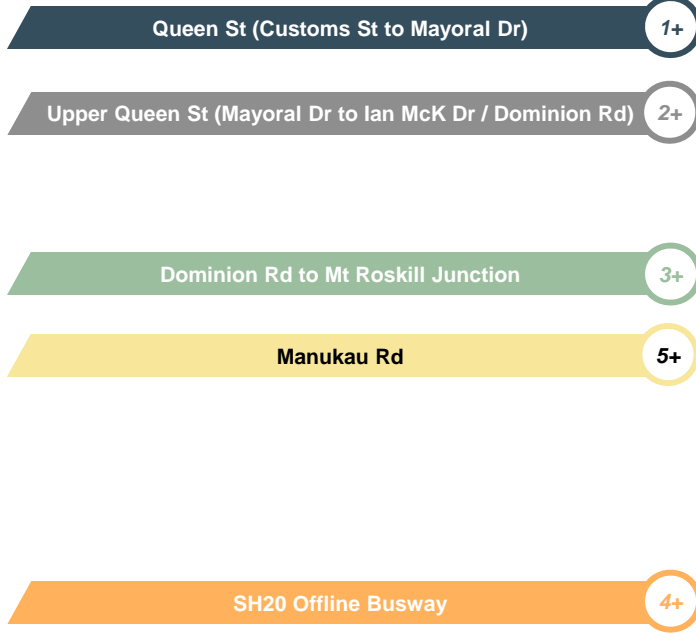 Queen St (Customs St to Mayoral Dr) 1+
Upper Queen St (Mayoral Dr to Ian McK Dr / Dominion Rd) 2+
Dominion Rd to Mt Roskill Junction 3+
Manukau Rd 5+
SH20 Offline Busway 4+